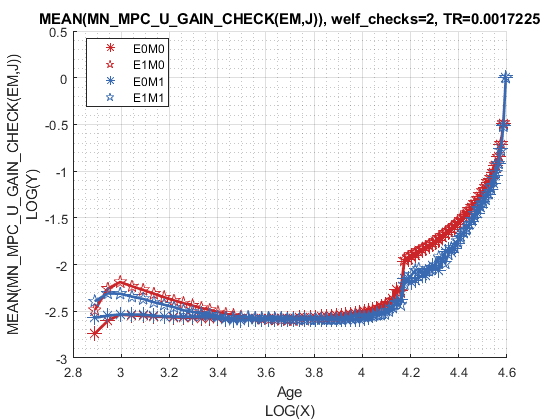 MEAN(MN_MPC_U_GAIN_CHECK(EM,J)), welf_checks=2, TR=0.0017225
E0M0
E1M0
E0M1
E1M1
0.5
0
-0.5
-1
-1.5
-2
-2.5
-3
MEAN(MN_MPC_U_GAIN_CHECK(EM,J))
LOG(Y)
2.8 3 3.2 3.4 3.6 3.8 4 4.2 4.4 4.6
Age
LOG(X)